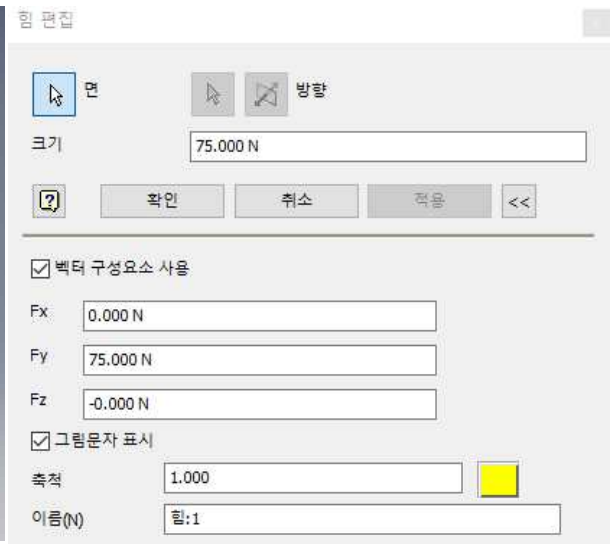 힘 편집
면 방향
크기 75.000 N
확인 취소 적용 <<
벡터 구성요소 사용
Fx 0.000 N
Fy 75.000 N
Fz -0.000 N
그림문자 표시
축척 1.000
이름(N) 힘:1